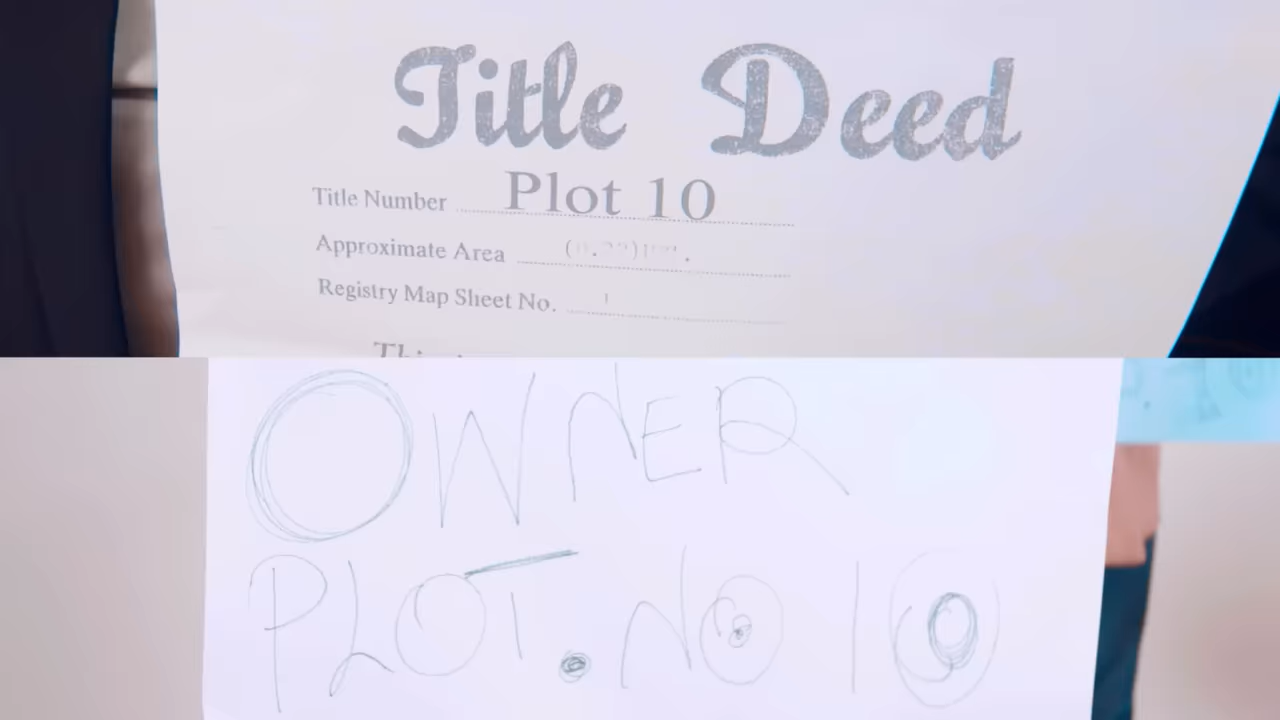 Title Deed
Title Number Plot 10
Approximate Area
Registry Map Sheet No.
OWNER
PLOT. NO 10